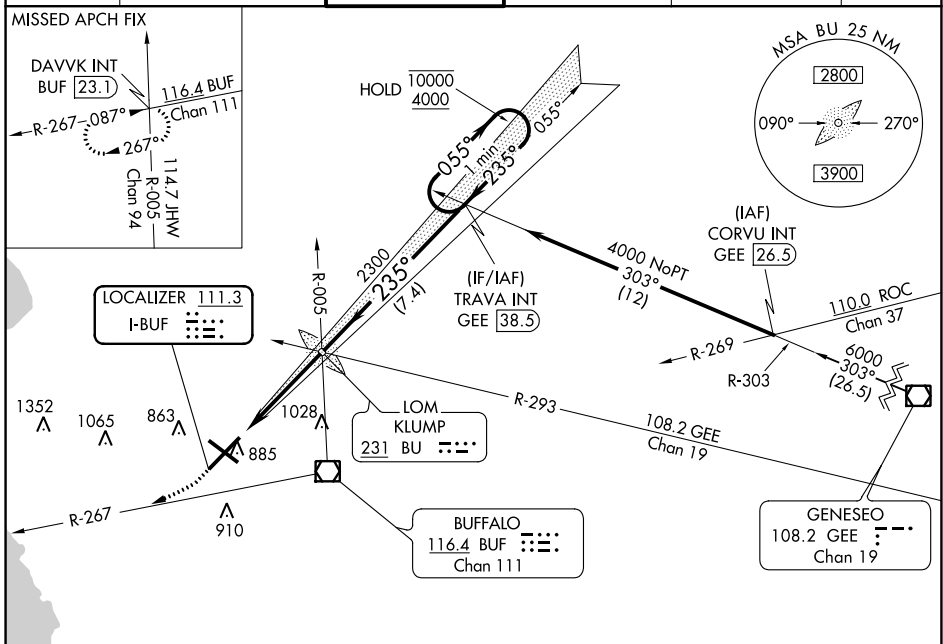 MISSED APCH FIX
DAVVK INT
BUF 23.1
116.4 BUF
Chan 111
R-267
087°
267°
R-005
114.7 JHW
Chan 94
HOLD
10000
4000
055°
1 min
235°
055°
MSA BU 25 NM
2800
090°
270°
3900
(IAF)
CORVU INT
GEE 26.5
4000 NoPT
303°
(12)
2300
235°
(7.4)
(IF/IAF)
TRAVA INT
GEE 38.5
R-005
LOCALIZER 111.3
I-BUF
110.0 ROC
Chan 37
R-269
R-303
6000
303°
(26.5)
R-293
108.2 GEE
Chan 19
LOM
KLUMP
231 BU
1352
1065
863
1028
885
910
R-267
BUFFALO
116.4 BUF
Chan 111
GENESEO
108.2 GEE
Chan 19